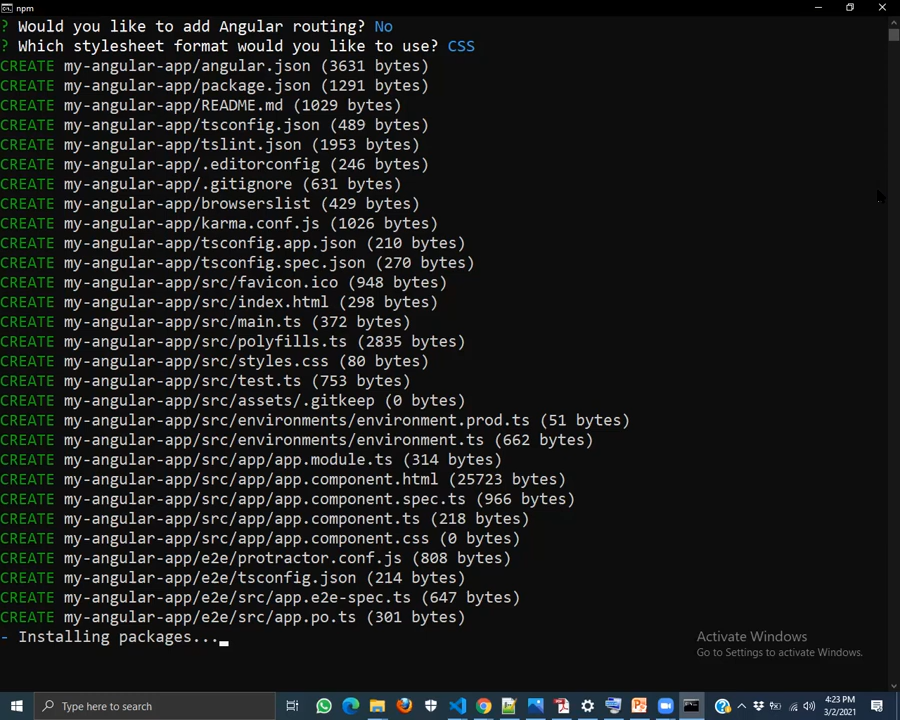 npm
? Would you like to add Angular routing? No
? Which stylesheet format would you like to use? CSS
CREATE my-angular-app/angular.json (3631 bytes)
CREATE my-angular-app/package.json (1291 bytes)
CREATE my-angular-app/README.md (1029 bytes)
CREATE my-angular-app/tsconfig.json (489 bytes)
CREATE my-angular-app/tslint.json (1953 bytes)
CREATE my-angular-app/.editorconfig (246 bytes)
CREATE my-angular-app/.gitignore (631 bytes)
CREATE my-angular-app/browserslist (429 bytes)
CREATE my-angular-app/karma.conf.js (1026 bytes)
CREATE my-angular-app/tsconfig.app.json (210 bytes)
CREATE my-angular-app/tsconfig.spec.json (270 bytes)
CREATE my-angular-app/src/favicon.ico (948 bytes)
CREATE my-angular-app/src/index.html (298 bytes)
CREATE my-angular-app/src/main.ts (372 bytes)
CREATE my-angular-app/src/polyfills.ts (2835 bytes)
CREATE my-angular-app/src/styles.css (80 bytes)
CREATE my-angular-app/src/test.ts (753 bytes)
CREATE my-angular-app/src/assets/.gitkeep (0 bytes)
CREATE my-angular-app/src/environments/environment.prod.ts (51 bytes)
CREATE my-angular-app/src/environments/environment.ts (662 bytes)
CREATE my-angular-app/src/app/app.module.ts (314 bytes)
CREATE my-angular-app/src/app/app.component.html (25723 bytes)
CREATE my-angular-app/src/app/app.component.spec.ts (966 bytes)
CREATE my-angular-app/src/app/app.component.ts (218 bytes)
CREATE my-angular-app/src/app/app.component.css (0 bytes)
CREATE my-angular-app/e2e/protractor.conf.js (808 bytes)
CREATE my-angular-app/e2e/tsconfig.json (214 bytes)
CREATE my-angular-app/e2e/src/app.e2e-spec.ts (647 bytes)
CREATE my-angular-app/e2e/src/app.po.ts (301 bytes)
- Installing packages...
Activate Windows
Go to Settings to activate Windows.
Type here to search
4:23 PM
3/2/2021